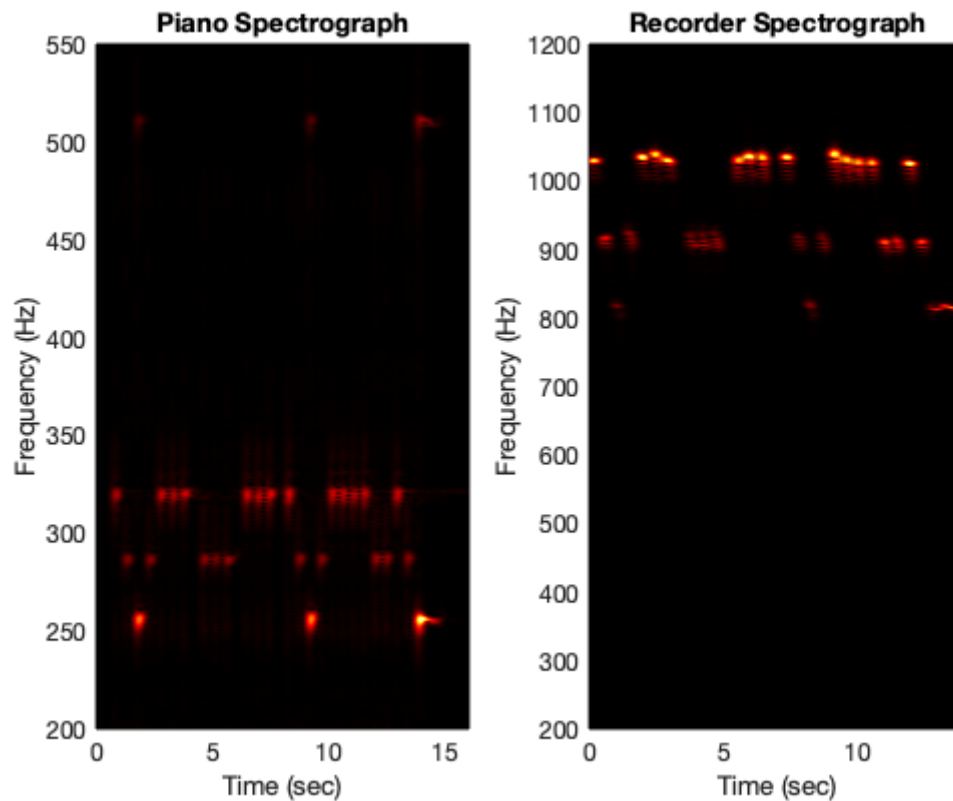 Piano Spectrograph
Frequency (Hz)
550
500
450
400
350
300
250
200
0 5 10 15
Time (sec)
Recorder Spectrograph
Frequency (Hz)
1200
1100
1000
900
800
700
600
500
400
300
200
0 5 10
Time (sec)